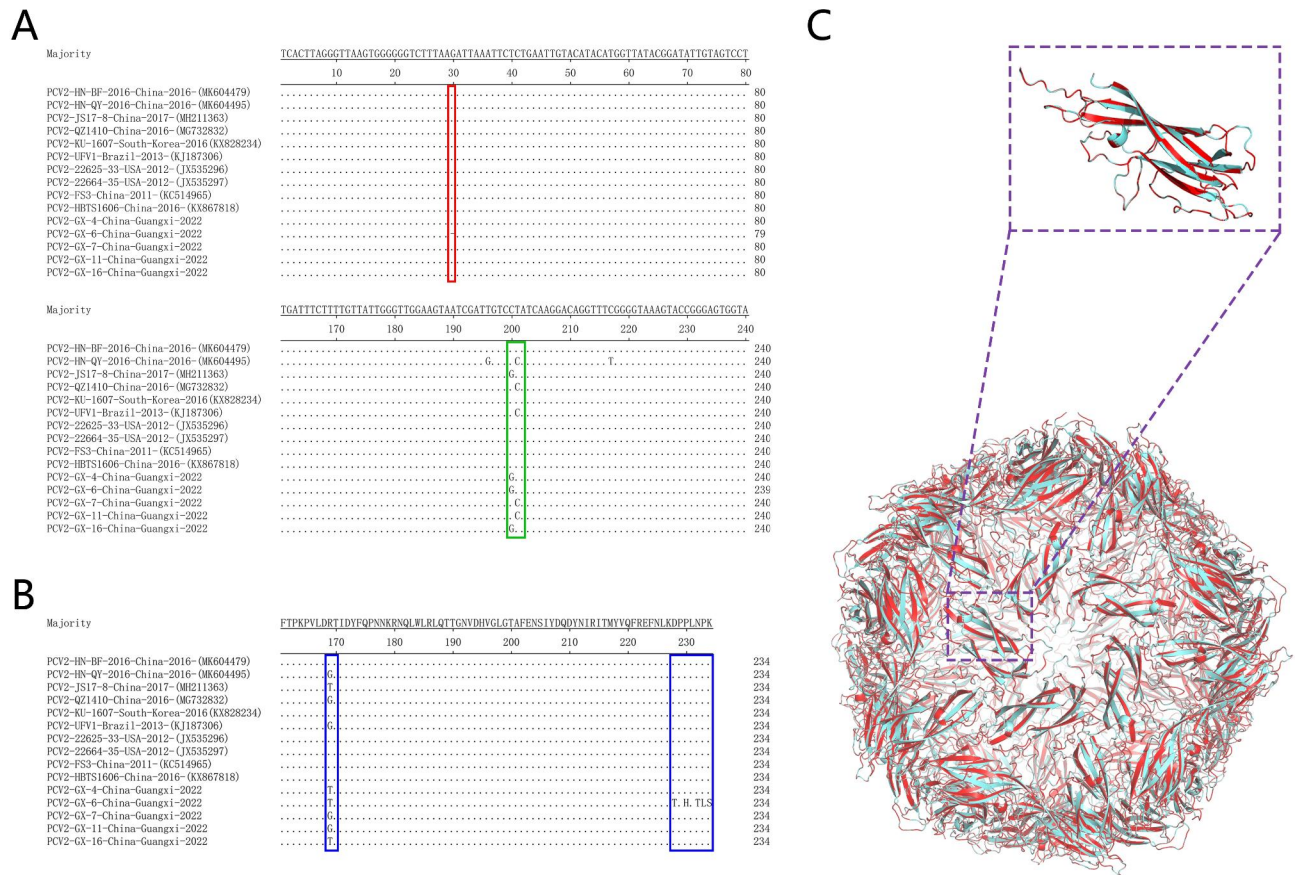 A
Majority TCACTTAGGGTTAAGTGGGGGGTCTTTAAGATTAAATTCTCTGAATTGTACATACATGGTTATACGGATATTGTAGTCCT
10 20 30 40 50 60 70 80
PCV2-HN-BF-2016-China-2016-(MK604479) 80
PCV2-HN-QY-2016-China-2016-(MK604495) 80
PCV2-JS17-8-China-2017-(MH211363) 80
PCV2-QZ1410-China-2016-(MG732832) 80
PCV2-KU-1607-South-Korea-2016(KX828234) 80
PCV2-UFV1-Brazil-2013-(KJ187306) 80
PCV2-22625-33-USA-2012-(JX535296) 80
PCV2-22664-35-USA-2012-(JX535297) 80
PCV2-FS3-China-2011-(KC514965) 80
PCV2-HBTS1606-China-2016-(KX867818) 80
PCV2-GX-4-China-Guangxi-2022 80
PCV2-GX-6-China-Guangxi-2022 - 79
PCV2-GX-7-China-Guangxi-2022 80
PCV2-GX-11-China-Guangxi-2022 80
PCV2-GX-16-China-Guangxi-2022 80
Majority TGATTTCTTTTGTTATTGGGTTGGAAGTAATCGATTGTCCTATCAAGGACAGGTTTCGGGGTAAAGTACCGGGAGTGGTA
170 180 190 200 210 220 230 240
PCV2-HN-BF-2016-China-2016-(MK604479) 240
PCV2-HN-QY-2016-China-2016-(MK604495) G C T 240
PCV2-JS17-8-China-2017-(MH211363) G 240
PCV2-QZ1410-China-2016-(MG732832) C 240
PCV2-KU-1607-South-Korea-2016(KX828234) 240
PCV2-UFV1-Brazil-2013-(KJ187306) C 240
PCV2-22625-33-USA-2012-(JX535296) 240
PCV2-22664-35-USA-2012-(JX535297) 240
PCV2-FS3-China-2011-(KC514965) 240
PCV2-HBTS1606-China-2016-(KX867818) 240
PCV2-GX-4-China-Guangxi-2022 G 240
PCV2-GX-6-China-Guangxi-2022 G 239
PCV2-GX-7-China-Guangxi-2022 C 240
PCV2-GX-11-China-Guangxi-2022 C 240
PCV2-GX-16-China-Guangxi-2022 G 240
B
Majority FTPKPVLDRTIDYFQPNNKRNQLWLRLQTTGNVDHVGLGTAFENSIYDQDYNIRITMYVQFREFNLKDPPLNPK
170 180 190 200 210 220 230
PCV2-HN-BF-2016-China-2016-(MK604479) 234
PCV2-HN-QY-2016-China-2016-(MK604495) G 234
PCV2-JS17-8-China-2017-(MH211363) T 234
PCV2-QZ1410-China-2016-(MG732832) G 234
PCV2-KU-1607-South-Korea-2016(KX828234) 234
PCV2-UFV1-Brazil-2013-(KJ187306) G 234
PCV2-22625-33-USA-2012-(JX535296) 234
PCV2-22664-35-USA-2012-(JX535297) 234
PCV2-FS3-China-2011-(KC514965) 234
PCV2-HBTS1606-China-2016-(KX867818) 234
PCV2-GX-4-China-Guangxi-2022 T 234
PCV2-GX-6-China-Guangxi-2022 T T.H.TLS 234
PCV2-GX-7-China-Guangxi-2022 G 234
PCV2-GX-11-China-Guangxi-2022 G 234
PCV2-GX-16-China-Guangxi-2022 T 234
C